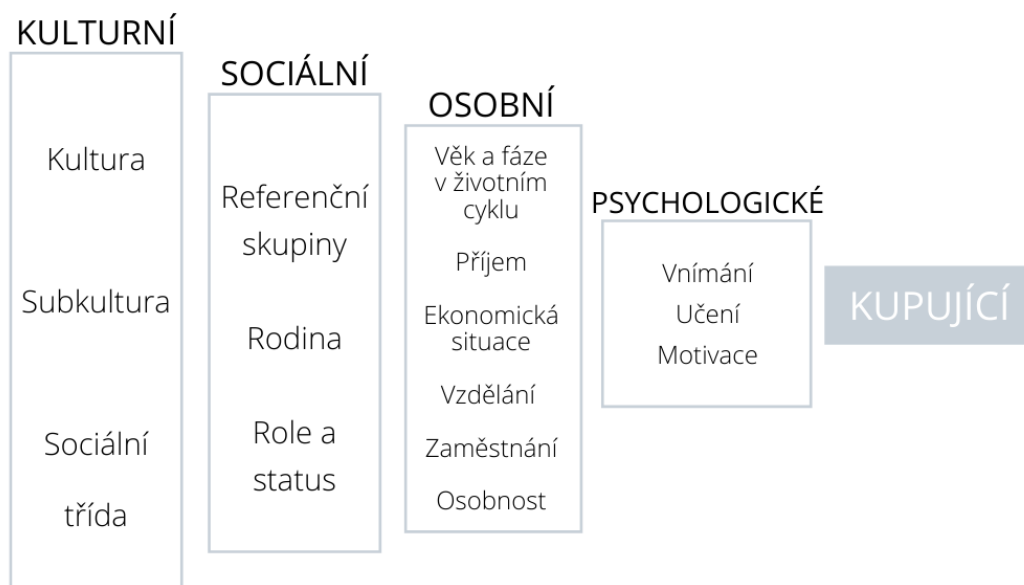 KULTURNÍ
Kultura
Subkultura
Sociální
třída
SOCIÁLNÍ
Referenční
skupiny
Rodina
Role a
status
OSOBNÍ
Věk a fáze
v životním
cyklu
Příjem
Ekonomická
situace
Vzdělání
Zaměstnání
Osobnost
PSYCHOLOGICKÉ
Vnímání
Učení
Motivace
KUPUJÍCÍ